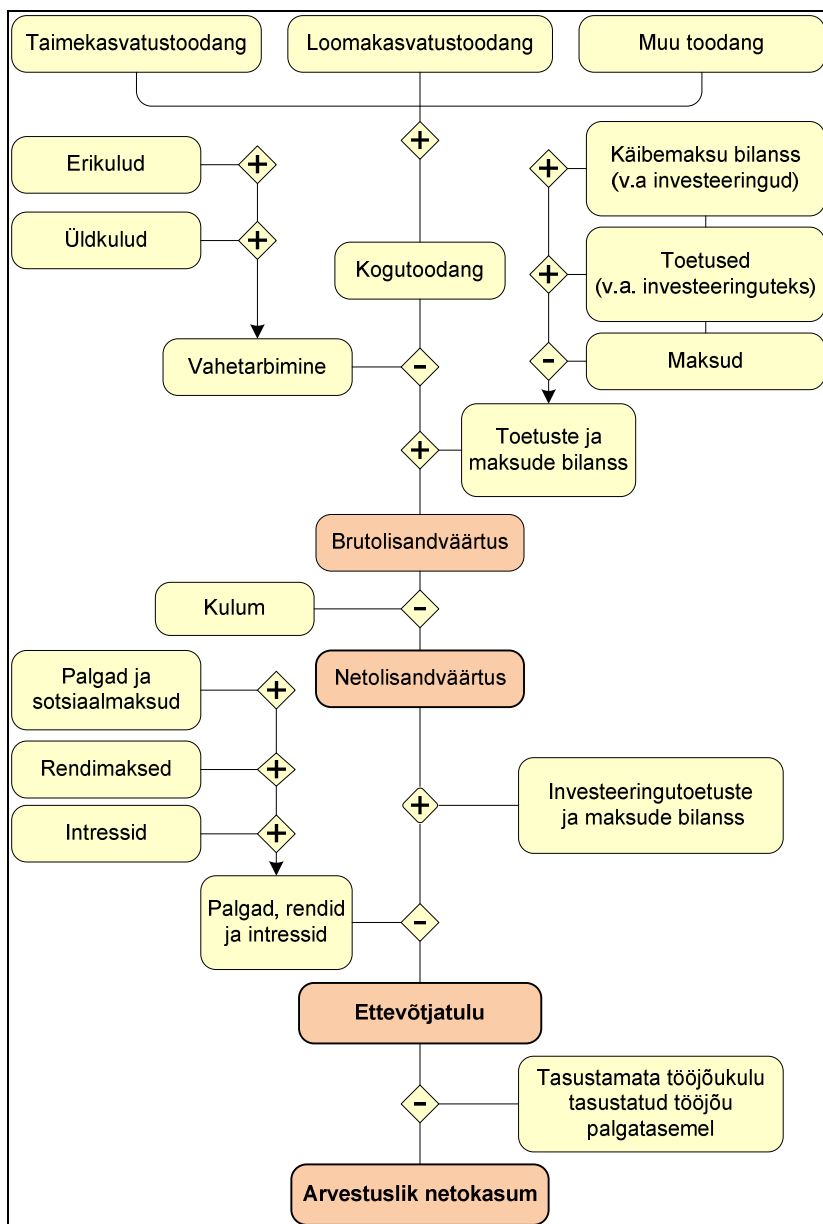 Taimekasvatustoodang
Loomakasvatustoodang
Muu toodang
+
Erikulud
+
+
Käibemaksu bilanss
(v.a investeeringud)
Üldkulud
+
Kogutoodang
+
Toetused
(v.a. investeeringuteks)
Vahetarbimine
-
-
Maksud
+
Toetuste ja
maksude bilanss
Brutolisandväärtus
Kulum
-
Netolisandväärtus
Palgad ja
sotsiaalmaksud
+
Rendimaksed
+
+
Investeeringutoetuste
ja maksude bilanss
Intressid
+
Palgad, rendid
ja intressid
-
Ettevõtjatulu
-
Tasustamata tööjõukulu
tasustatud tööjõu
palgatasemel
Arvestuslik netokasum